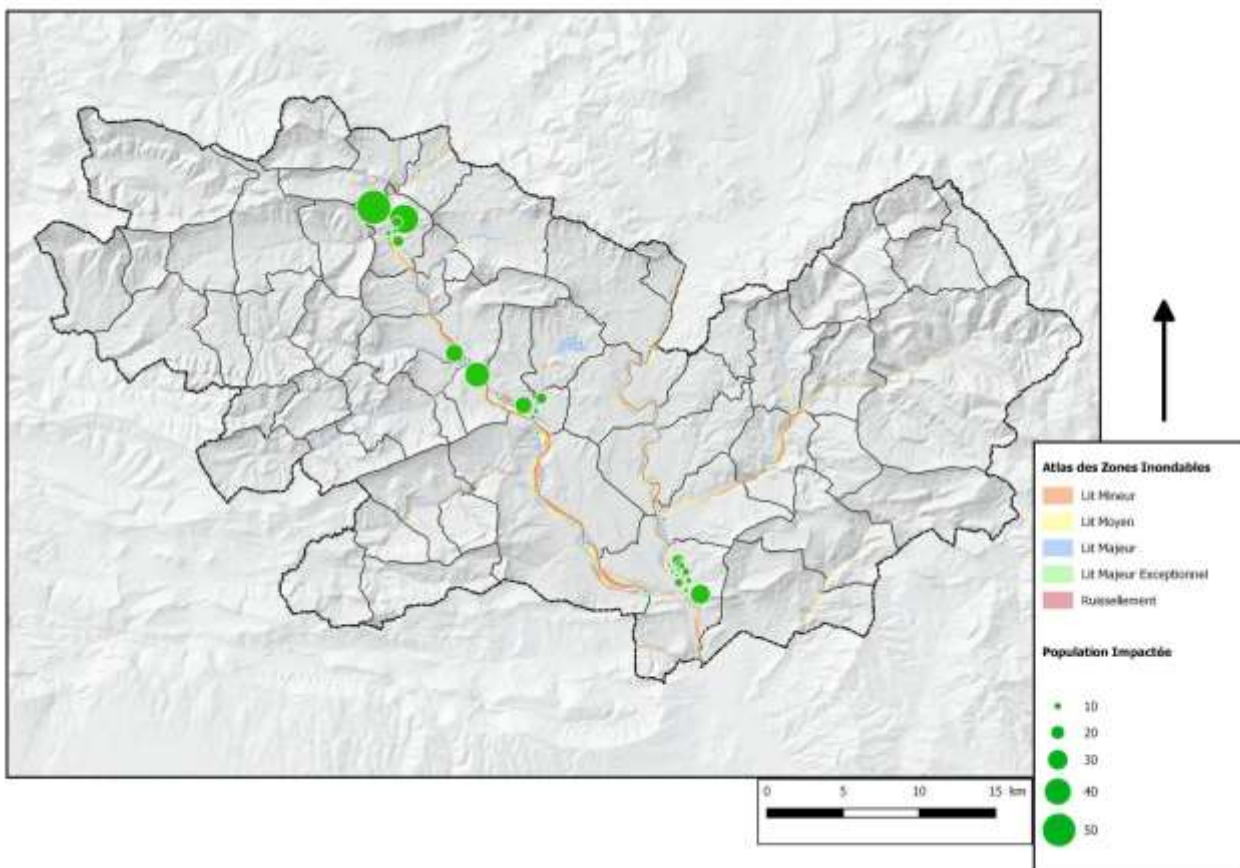 Atlas des Zones Inondables
Lit Mineur
Lit Moyen
Lit Majeur
Lit Majeur Exceptionnel
Ruissellement
Population Impactée
10
20
30
40
50
0 5 10 15 km